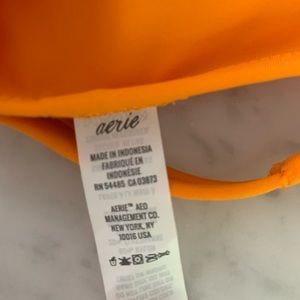 aerie
MADE IN INDONESIA
FABRIQUÉ EN
INDONÉSIE
RN 54485 CA 03873
AERIE™ AEO
MANAGEMENT CO.
NEW YORK, NY
10016 USA